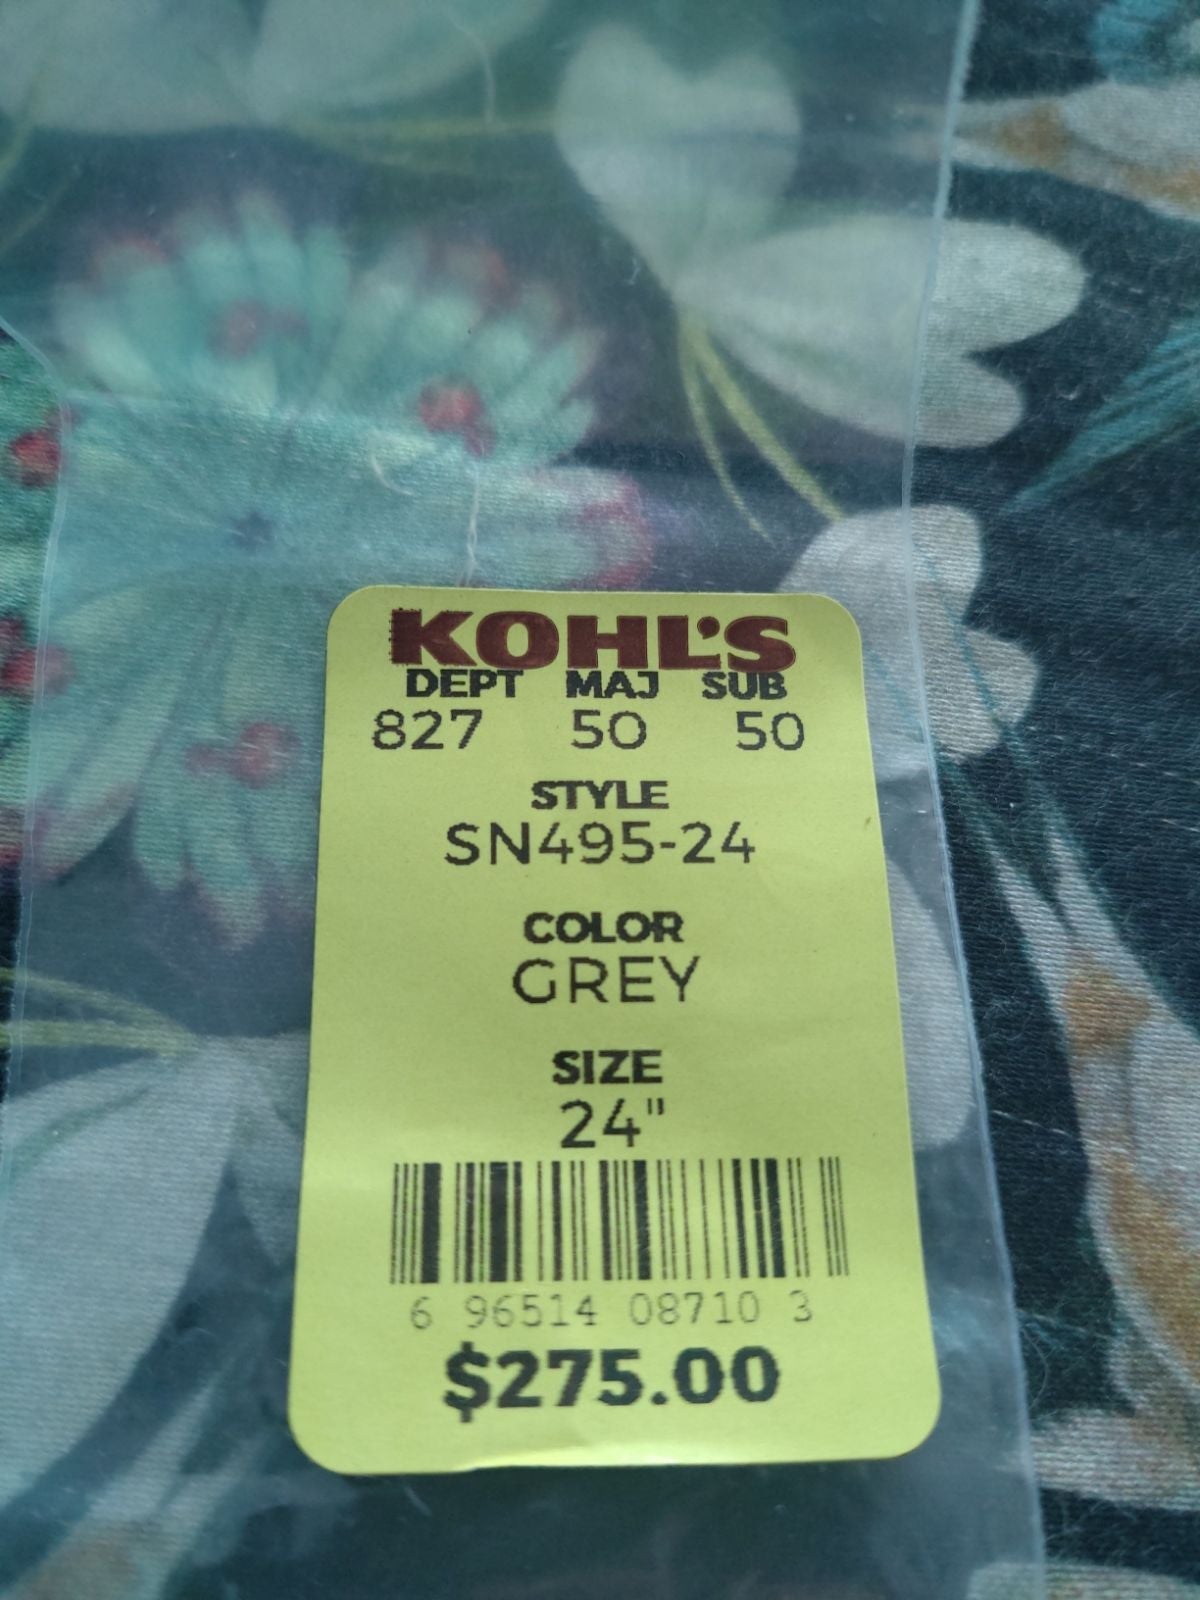 KOHL'S
DEPT MAJ SUB
827 50 50
STYLE
SN495-24
COLOR
GREY
SIZE
24"
6 96514 08710 3
$275.00